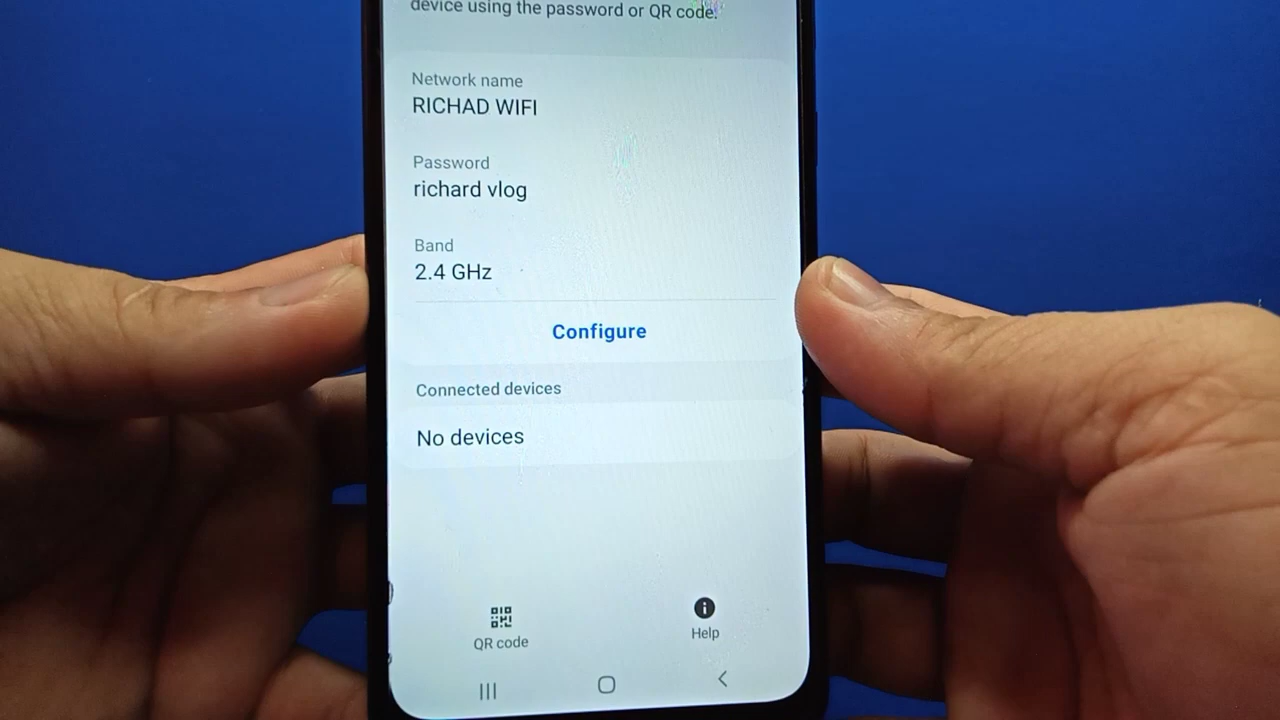 device using the password or QR code.
Network name
RICHAD WIFI
Password
richard vlog
Band
2.4 GHz
Configure
Connected devices
No devices
QR code
Help